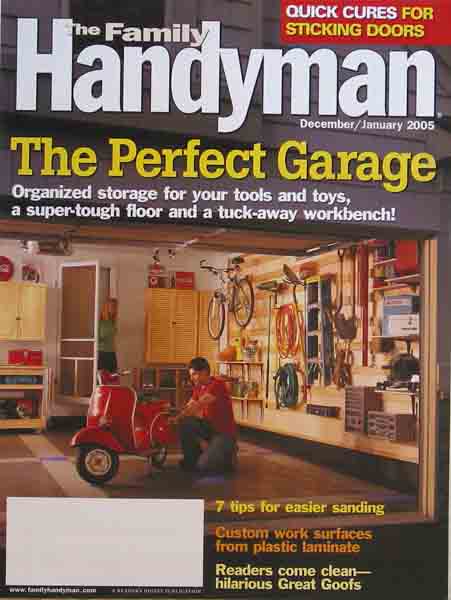 QUICK CURES FOR
STICKING DOORS
The Family
Handyman®
December/January 2005
The Perfect Garage
Organized storage for your tools and toys,
a super-tough floor and a tuck-away workbench!
7 tips for easier sanding
Custom work surfaces
from plastic laminate
Readers come clean—
hilarious Great Goofs
www.familyhandyman.com A READER'S DIGEST PUBLICATION